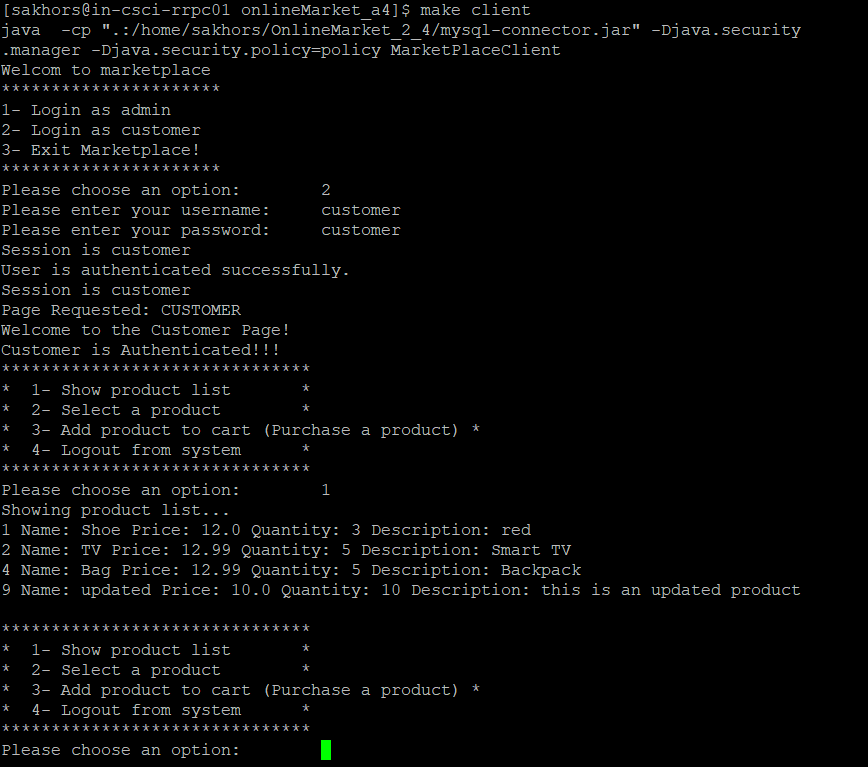 [sakhors@in-csci-rrpc01 onlineMarket_a4]$ make client
java  -cp ".:/home/sakhors/OnlineMarket_2_4/mysql-connector.jar" -Djava.security
.manager -Djava.security.policy=policy MarketPlaceClient
Welcom to marketplace
**********************
1- Login as admin
2- Login as customer
3- Exit Marketplace!
**********************
Please choose an option:        2
Please enter your username:     customer
Please enter your password:     customer
Session is customer
User is authenticated successfully.
Session is customer
Page Requested: CUSTOMER
Welcome to the Customer Page!
Customer is Authenticated!!!
*******************************
*  1- Show product list       *
*  2- Select a product        *
*  3- Add product to cart (Purchase a product) *
*  4- Logout from system      *
*******************************
Please choose an option:        1
Showing product list...
1 Name: Shoe Price: 12.0 Quantity: 3 Description: red
2 Name: TV Price: 12.99 Quantity: 5 Description: Smart TV
4 Name: Bag Price: 12.99 Quantity: 5 Description: Backpack
9 Name: updated Price: 10.0 Quantity: 10 Description: this is an updated product
*******************************
*  1- Show product list       *
*  2- Select a product        *
*  3- Add product to cart (Purchase a product) *
*  4- Logout from system      *
*******************************
Please choose an option: